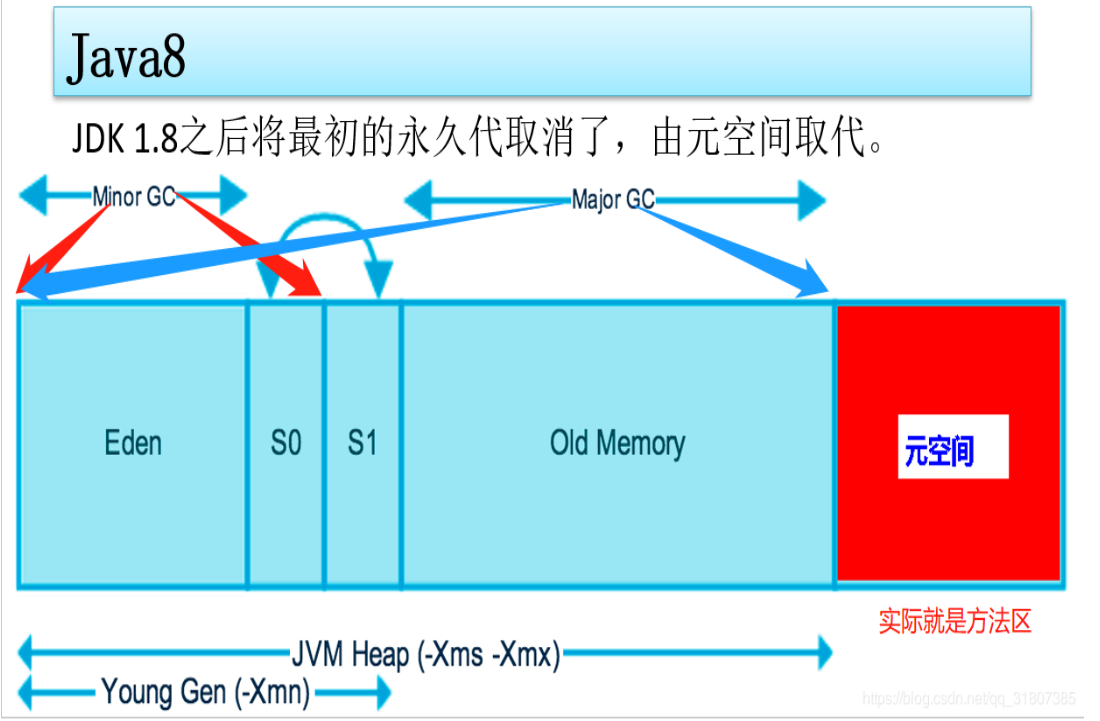 Java8
JDK 1.8之后将最初的永久代取消了，由元空间取代。
Minor GC
Major GC
Eden
S0
S1
Old Memory
元空间
实际就是方法区
JVM Heap (-Xms -Xmx)
Young Gen (-Xmn)
https://blog.csdn.net/qq_31807385